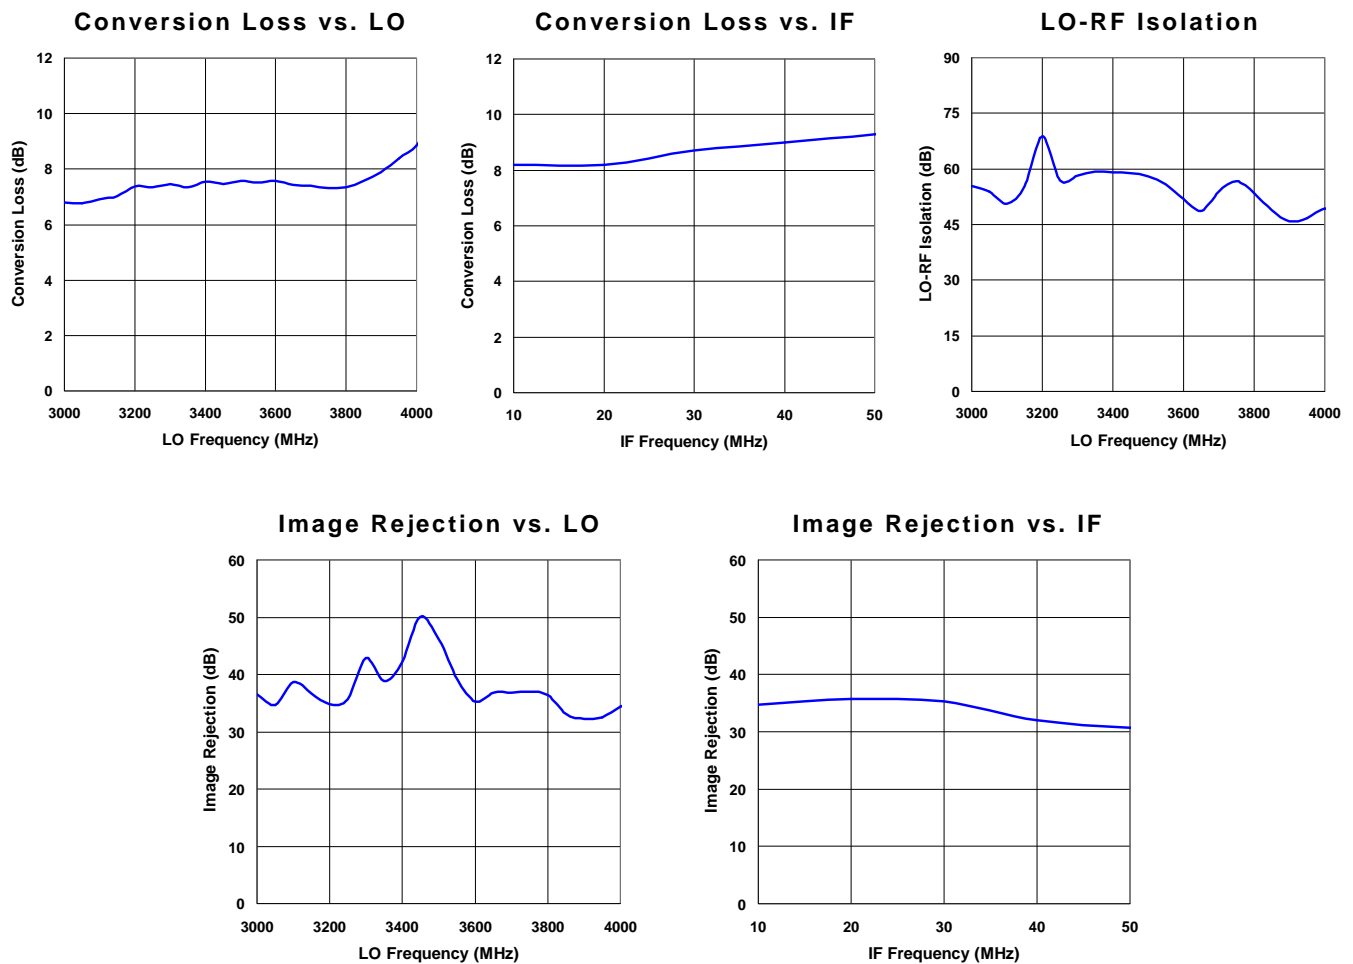 Conversion Loss vs. LO
12
10
8
6
4
2
0
Conversion Loss (dB)
3000 3200 3400 3600 3800 4000
LO Frequency (MHz)
Conversion Loss vs. IF
12
10
8
6
4
2
0
Conversion Loss (dB)
10 20 30 40 50
IF Frequency (MHz)
LO-RF Isolation
90
75
60
45
30
15
0
LO-RF Isolation (dB)
3000 3200 3400 3600 3800 4000
LO Frequency (MHz)
Image Rejection vs. LO
60
50
40
30
20
10
0
Image Rejection (dB)
3000 3200 3400 3600 3800 4000
LO Frequency (MHz)
Image Rejection vs. IF
60
50
40
30
20
10
0
Image Rejection (dB)
10 20 30 40 50
IF Frequency (MHz)